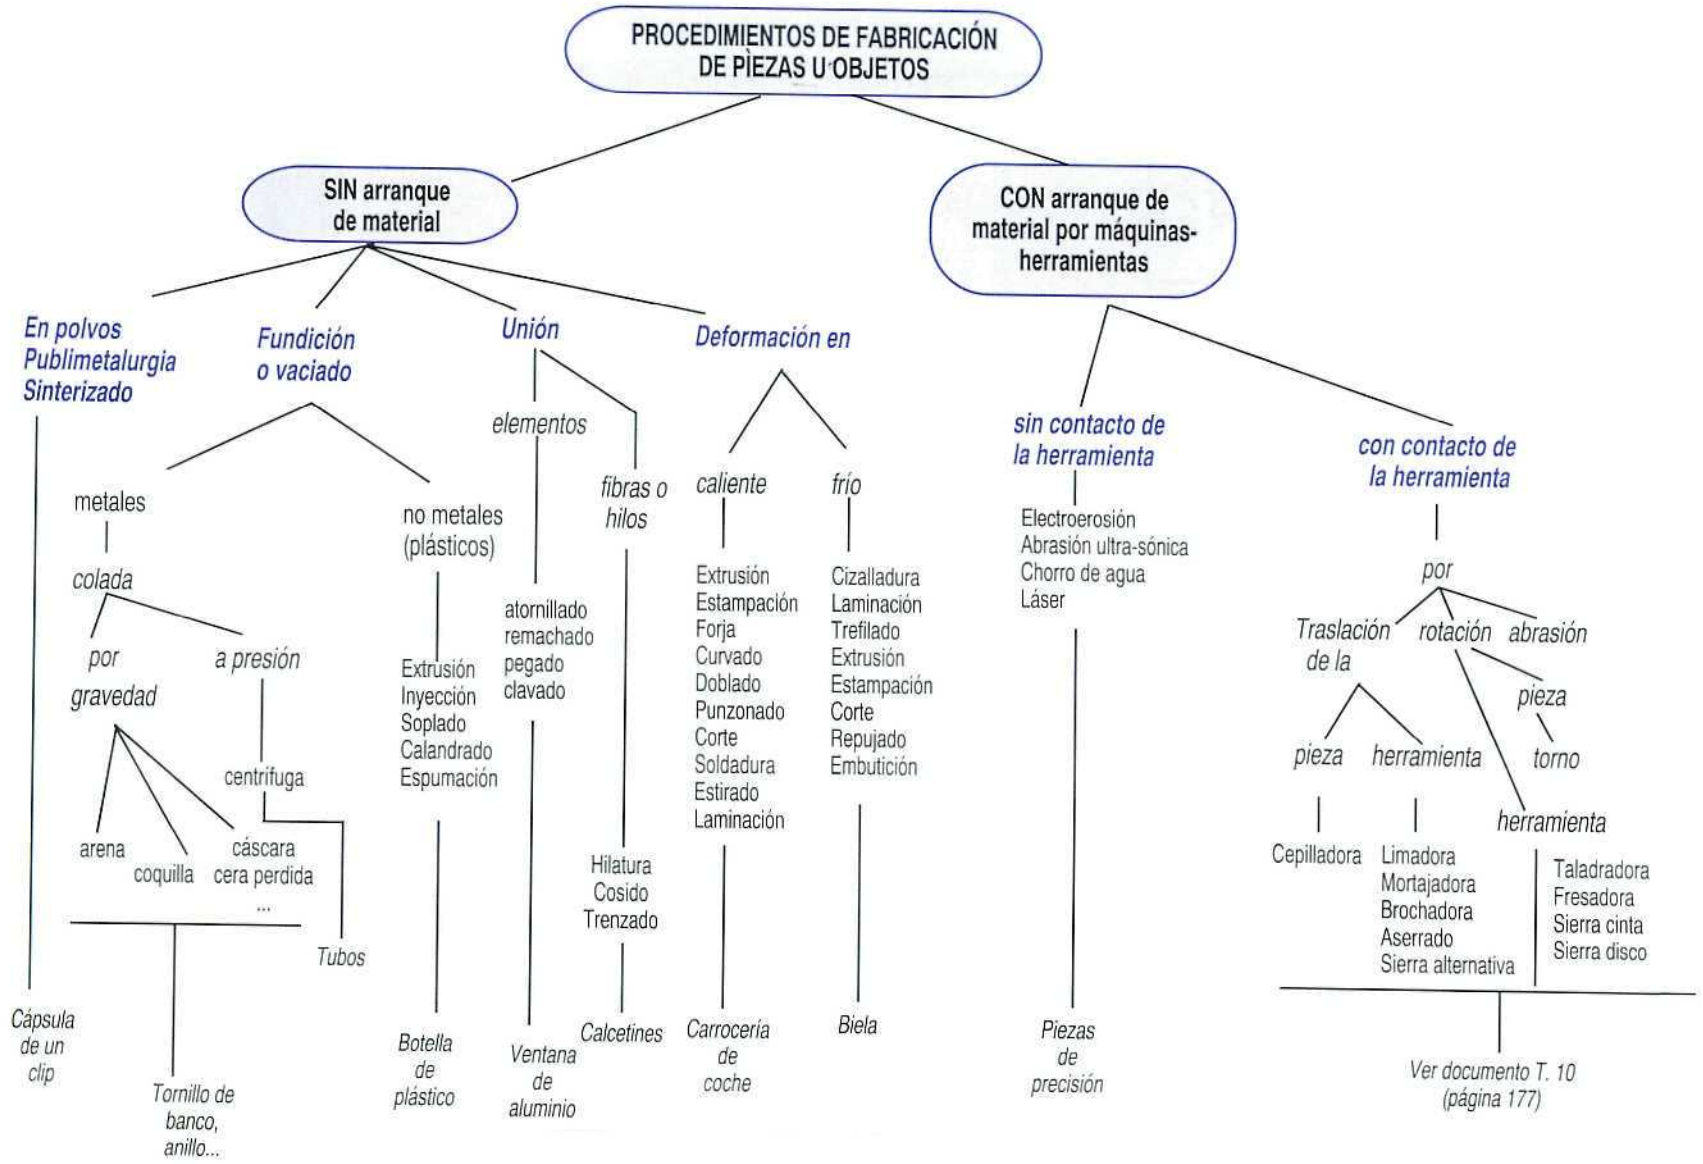 PROCEDIMIENTOS DE FABRICACIÓN
DE PÌEZAS U OBJETOS
SIN arranque
de material
CON arranque de
material por máquinas-
herramientas
En polvos
Publimetalurgia
Sinterizado
Fundición
o vaciado
Unión
Deformación en
sin contacto de
la herramienta
con contacto de
la herramienta
metales
colada
por
gravedad
a presión
centrífuga
arena
coquilla
cáscara
cera perdida
...
Tubos
no metales
(plásticos)
Extrusión
Inyección
Soplado
Calandrado
Espumación
elementos
atornillado
remachado
pegado
clavado
fibras o
hilos
Hilatura
Cosido
Trenzado
caliente
Extrusión
Estampación
Forja
Curvado
Doblado
Punzonado
Corte
Soldadura
Estirado
Laminación
frío
Cizalladura
Laminación
Trefilado
Extrusión
Estampación
Corte
Repujado
Embutición
Electroerosión
Abrasión ultra-sónica
Chorro de agua
Láser
por
Traslación
de la
rotación
abrasión
pieza
herramienta
pieza
torno
herramienta
Cepilladora
Limadora
Mortajadora
Brochadora
Aserrado
Sierra alternativa
Taladradora
Fresadora
Sierra cinta
Sierra disco
Cápsula
de un
clip
Tornillo de
banco,
anillo...
Botella
de
plástico
Ventana
de
aluminio
Calcetines
Carrocería
de
coche
Biela
Piezas
de
precisión
Ver documento T. 10
(página 177)